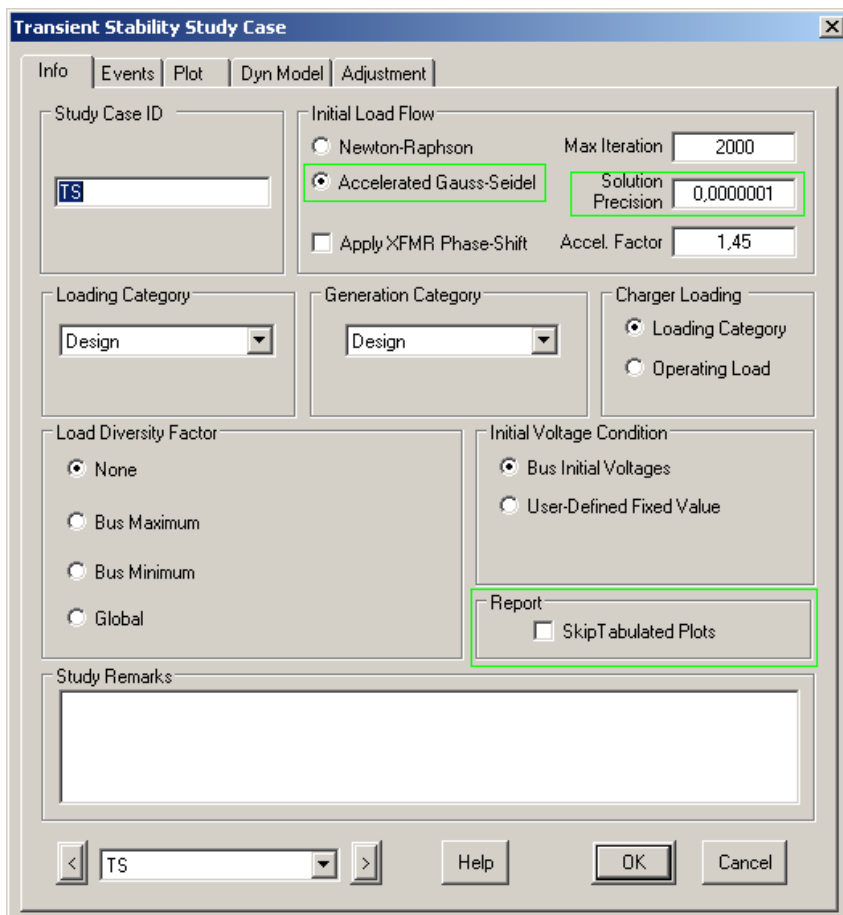 Transient Stability Study Case
Info Events Plot Dyn Model Adjustment
Study Case ID
TS
Initial Load Flow
Newton-Raphson
Accelerated Gauss-Seidel
Apply XFMR Phase-Shift
Max Iteration 2000
Solution
Precision 0,0000001
Accel. Factor 1,45
Loading Category
Design
Generation Category
Design
Charger Loading
Loading Category
Operating Load
Load Diversity Factor
None
Bus Maximum
Bus Minimum
Global
Initial Voltage Condition
Bus Initial Voltages
User-Defined Fixed Value
Report
SkipTabulated Plots
Study Remarks
< TS > Help OK Cancel